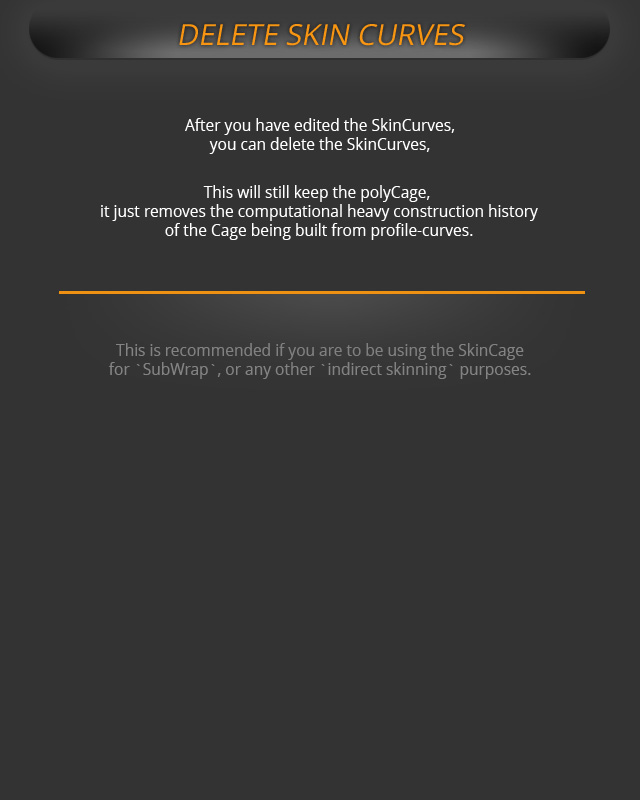 DELETE SKIN CURVES
After you have edited the SkinCurves,
you can delete the SkinCurves,
This will still keep the polyCage,
it just removes the computational heavy construction history
of the Cage being built from profile-curves.
This is recommended if you are to be using the SkinCage
for `SubWrap`, or any other `indirect skinning` purposes.